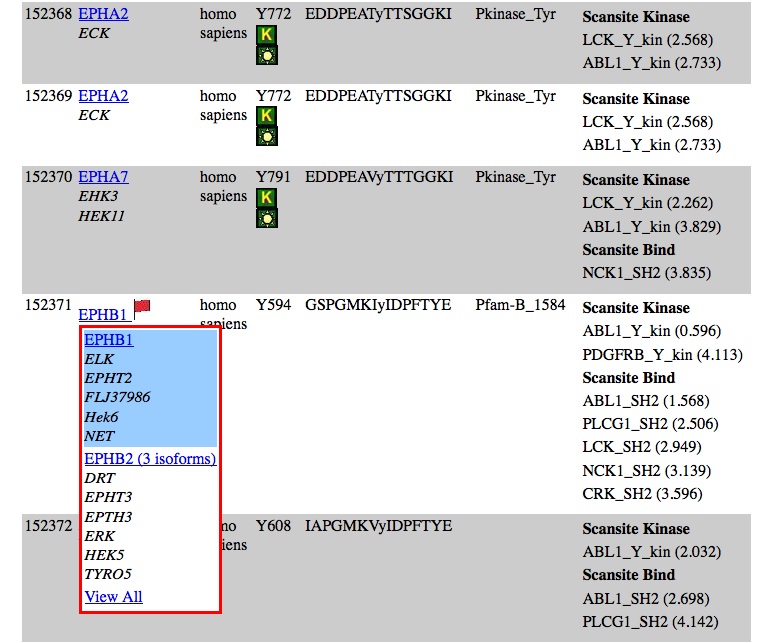 152368 EPHA2 homo Y772 EDDPEATyTTSGGKI Pkinase_Tyr Scansite Kinase
ECK sapiens K LCK_Y_kin (2.568)
ABL1_Y_kin (2.733)
152369 EPHA2 homo Y772 EDDPEATyTTSGGKI Pkinase_Tyr Scansite Kinase
ECK sapiens K LCK_Y_kin (2.568)
ABL1_Y_kin (2.733)
152370 EPHA7 homo Y791 EDDPEAVyTTTGGKI Pkinase_Tyr Scansite Kinase
EHK3 sapiens K LCK_Y_kin (2.262)
HEK11 ABL1_Y_kin (3.829)
Scansite Bind
NCK1_SH2 (3.835)
152371 EPHB1 homo Y594 GSPGMKIyIDPFTYE Pfam-B_1584 Scansite Kinase
sapiens ABL1_Y_kin (0.596)
EPHB1 PDGFRB_Y_kin (4.113)
ELK
EPHT2 Scansite Bind
FLJ37986 ABL1_SH2 (1.568)
Hek6 PLCG1_SH2 (2.506)
NET LCK_SH2 (2.949)
EPHB2 (3 isoforms) NCK1_SH2 (3.139)
DRT CRK_SH2 (3.596)
EPHT3
152372 EPTH3 mo Y608 IAPGMKVyIDPFTYE Scansite Kinase
ERK iens ABL1_Y_kin (2.032)
HEK5 Scansite Bind
TYRO5 ABL1_SH2 (2.698)
View All PLCG1_SH2 (4.142)